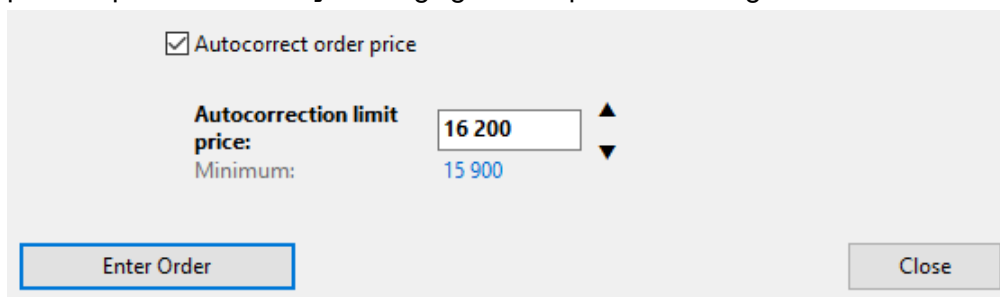 Autocorrect order price
Autocorrection limit
price:
16 200
Minimum:
15 900
Enter Order
Close